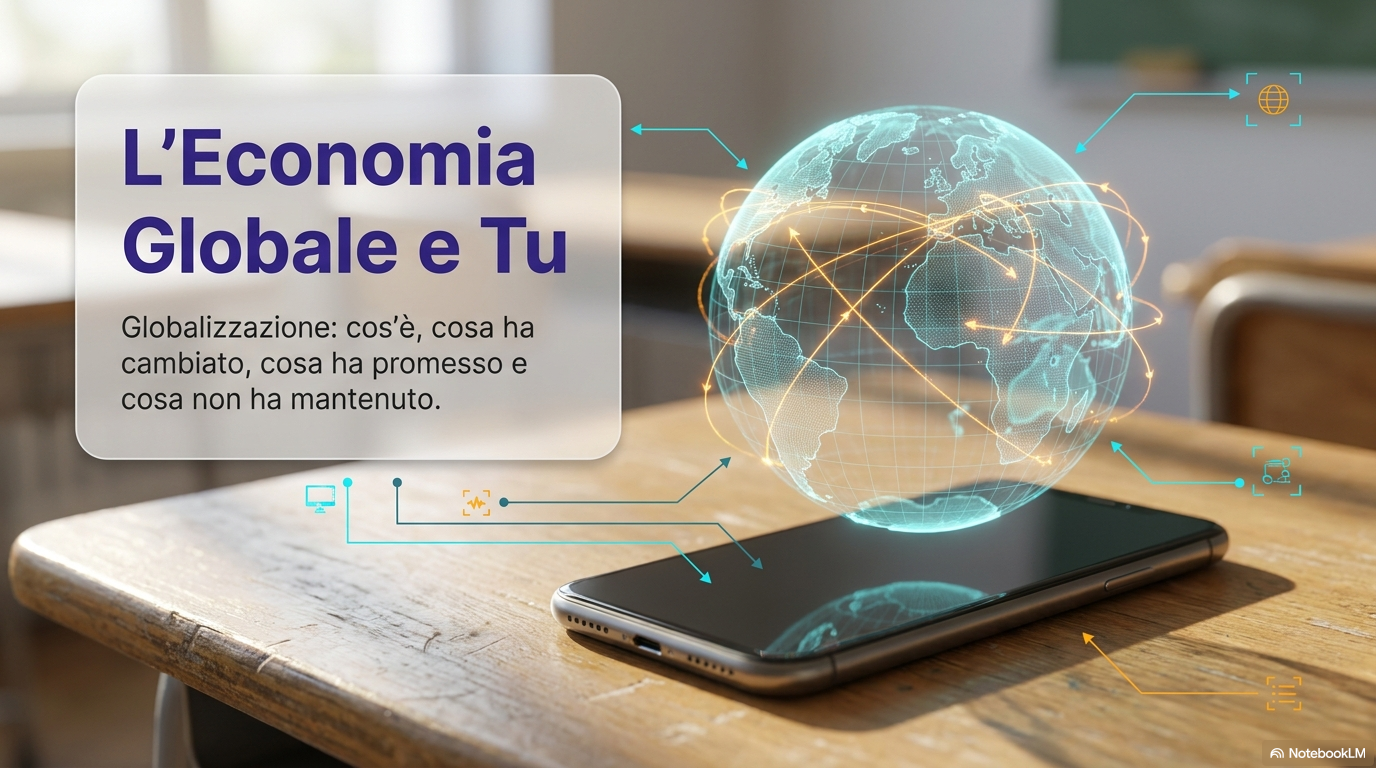 L’Economia
Globale e Tu
Globalizzazione: cos’è, cosa ha
cambiato, cosa ha promesso e
cosa non ha mantenuto.
NotebookLM